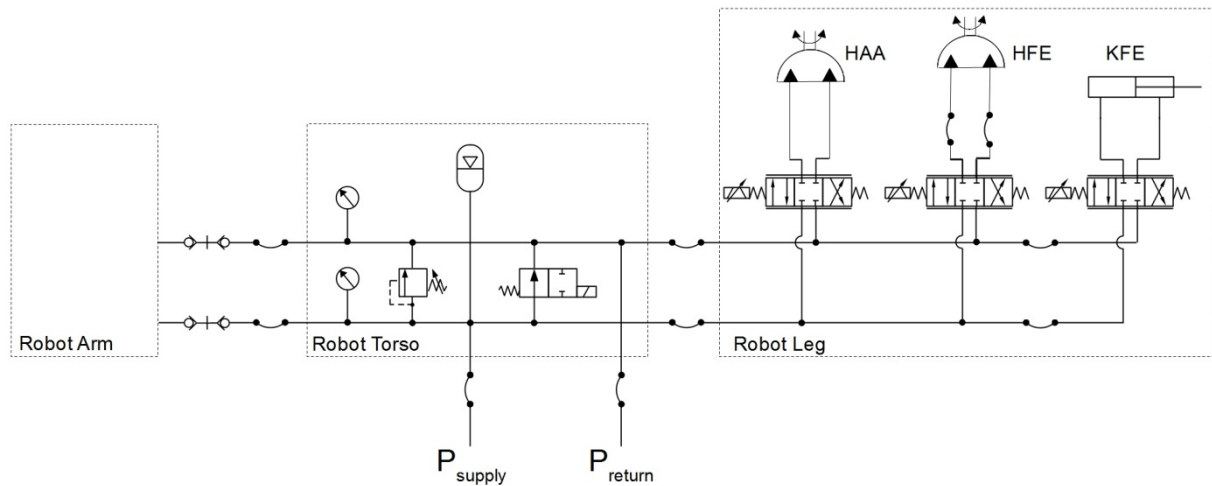 HAA
HFE
KFE
Robot Arm
Robot Torso
Robot Leg
P supply
P return